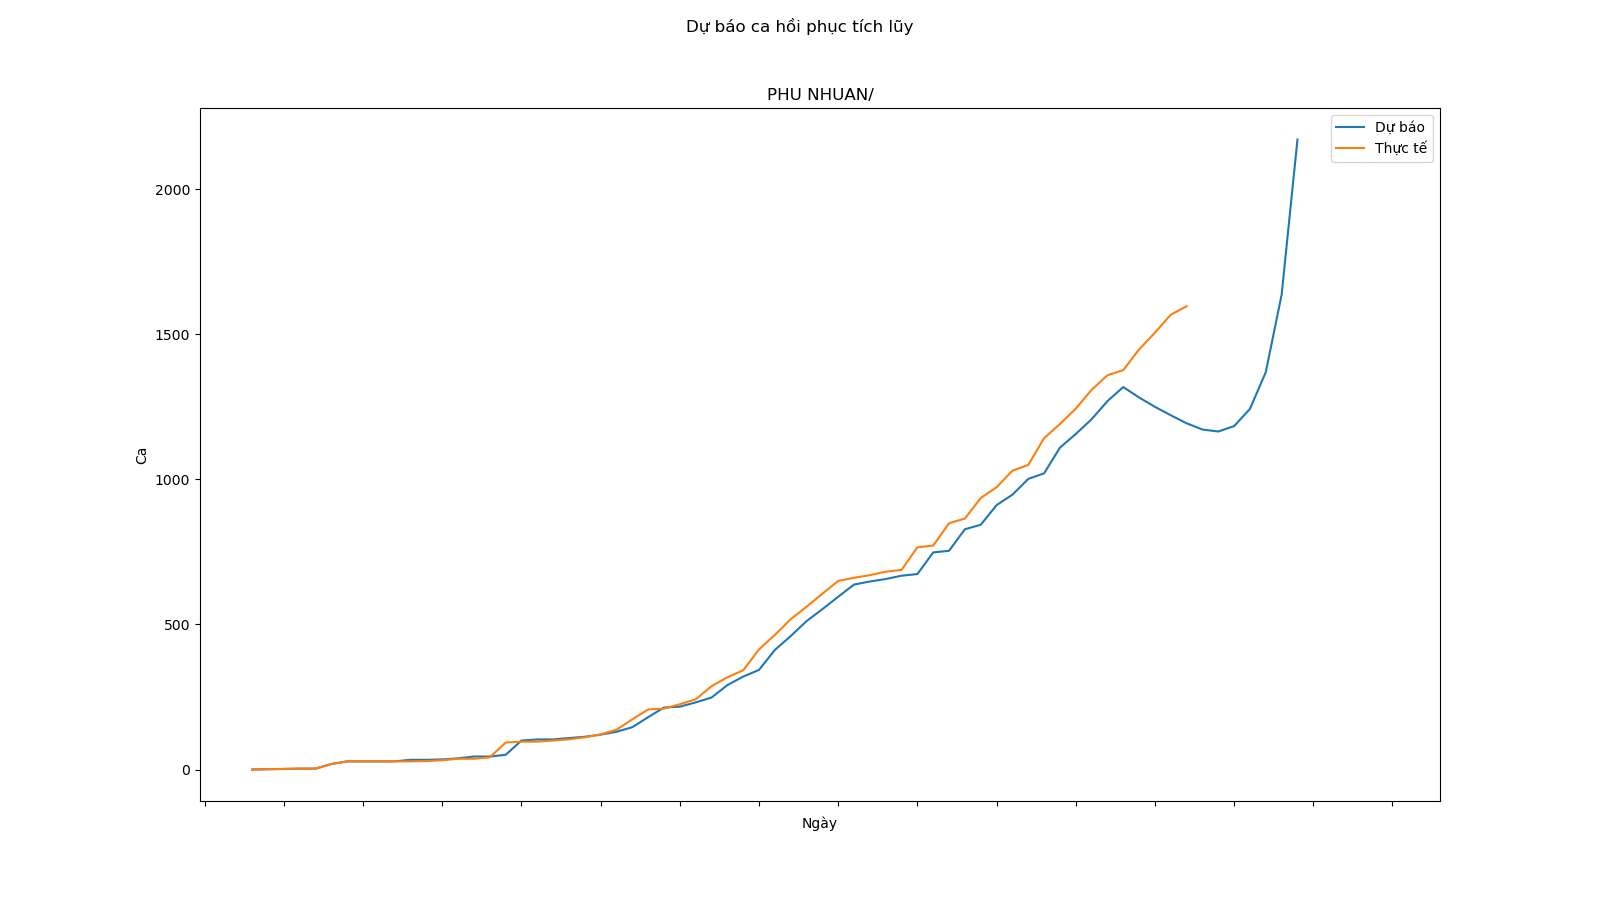 Dự báo ca hồi phục tích lũy
PHU NHUAN/
Dự báo
Thực tế
2000
1500
1000
500
0
Ca
Ngày